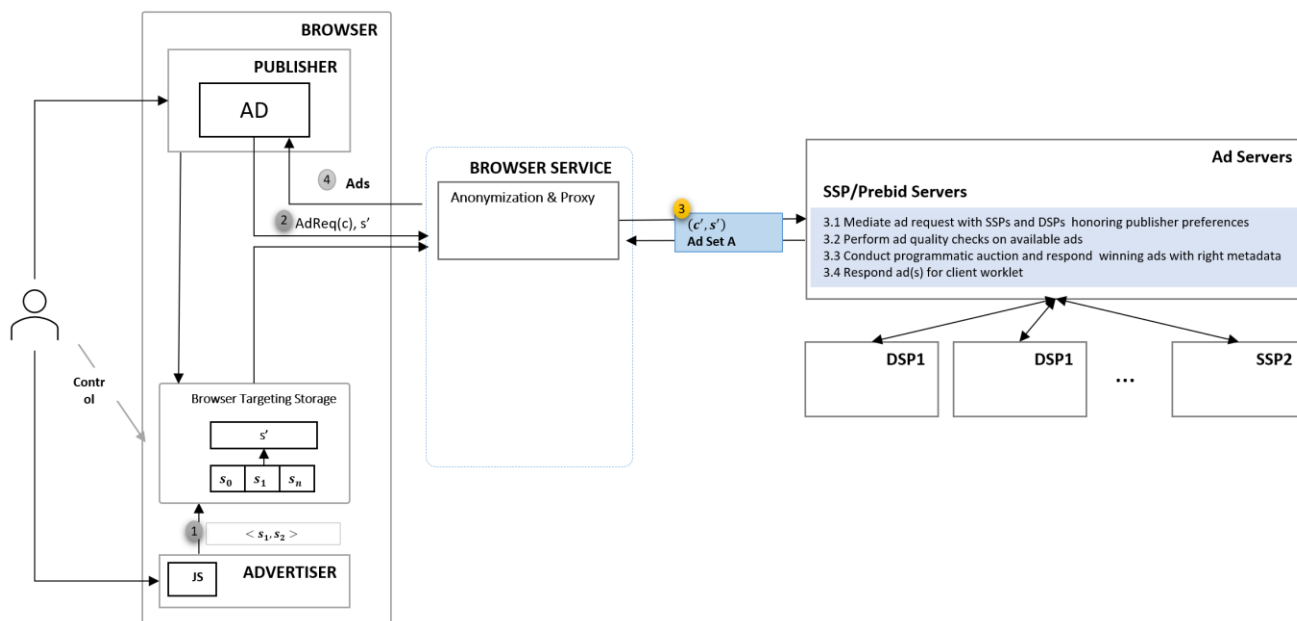 BROWSER
PUBLISHER
AD
4
Ads
2
AdReq(c), s'
BROWSER SERVICE
Anonymization & Proxy
3
(c', s')
Ad Set A
Ad Servers
SSP/Prebid Servers
3.1 Mediate ad request with SSPs and DSPs honoring publisher preferences
3.2 Perform ad quality checks on available ads
3.3 Conduct programmatic auction and respond winning ads with right metadata
3.4 Respond ad(s) for client worklet
DSP1
DSP1
...
SSP2
Contr
ol
Browser Targeting Storage
s'
s₀ s₁ sₙ
1
< s₁, s₂ >
JS
ADVERTISER